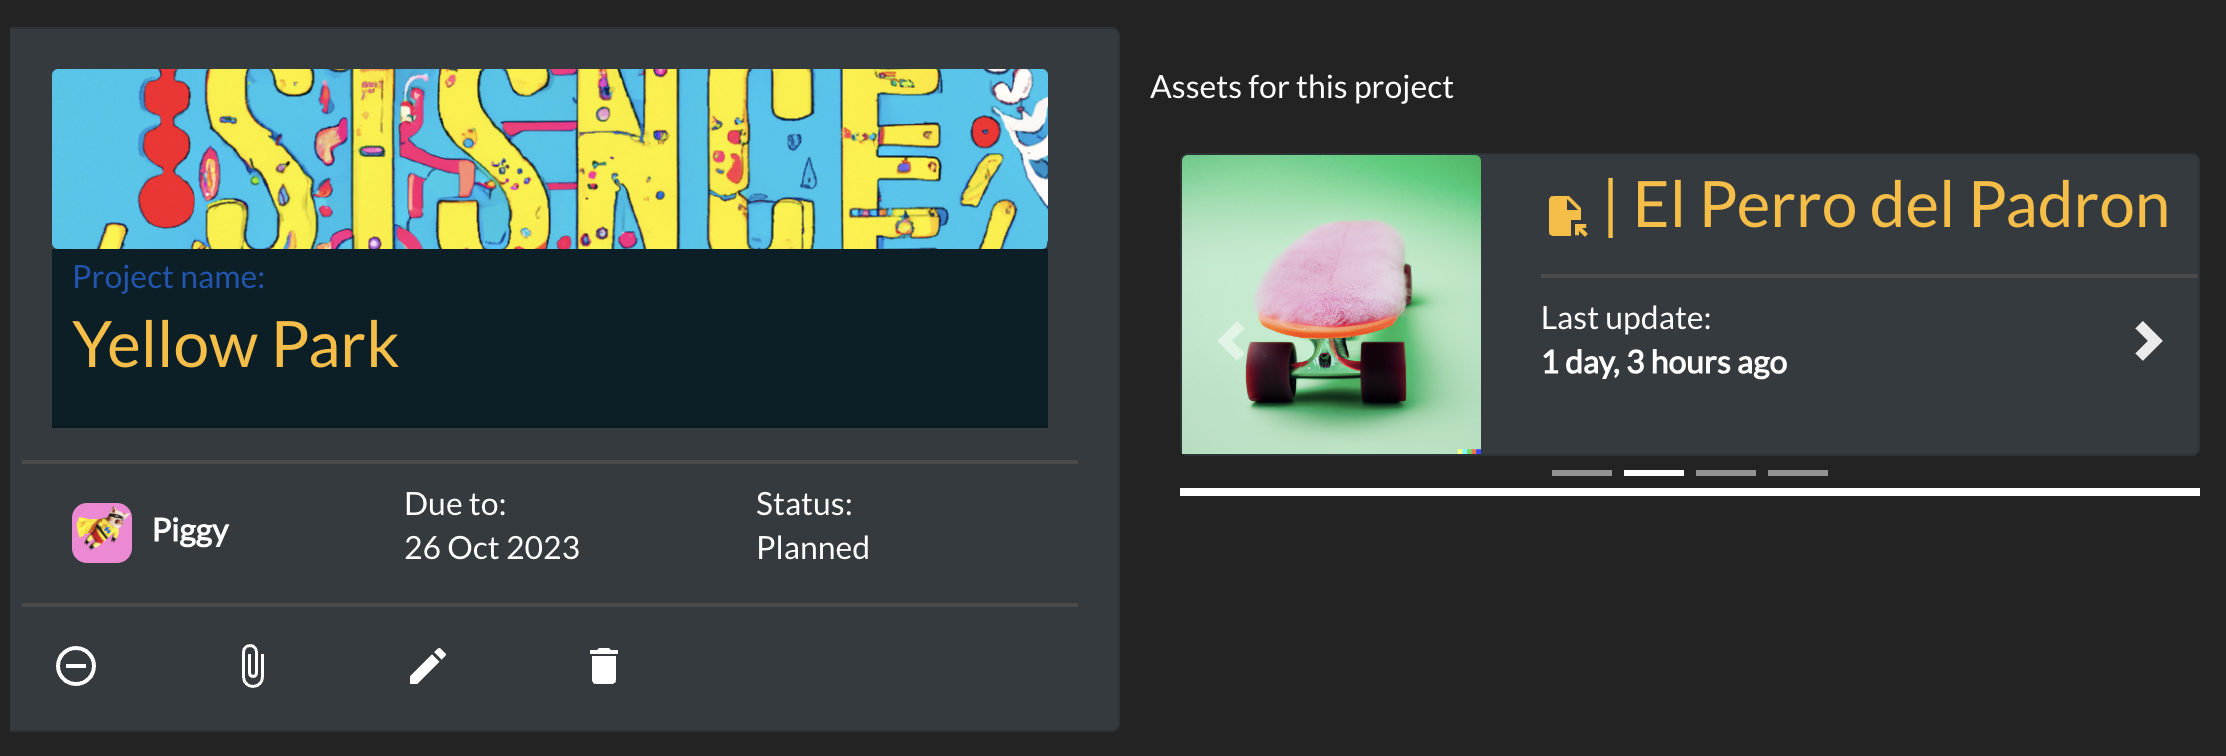 SISNCE
Project name:
Yellow Park
Piggy
Due to:
26 Oct 2023
Status:
Planned
Assets for this project
| El Perro del Padron
Last update:
1 day, 3 hours ago